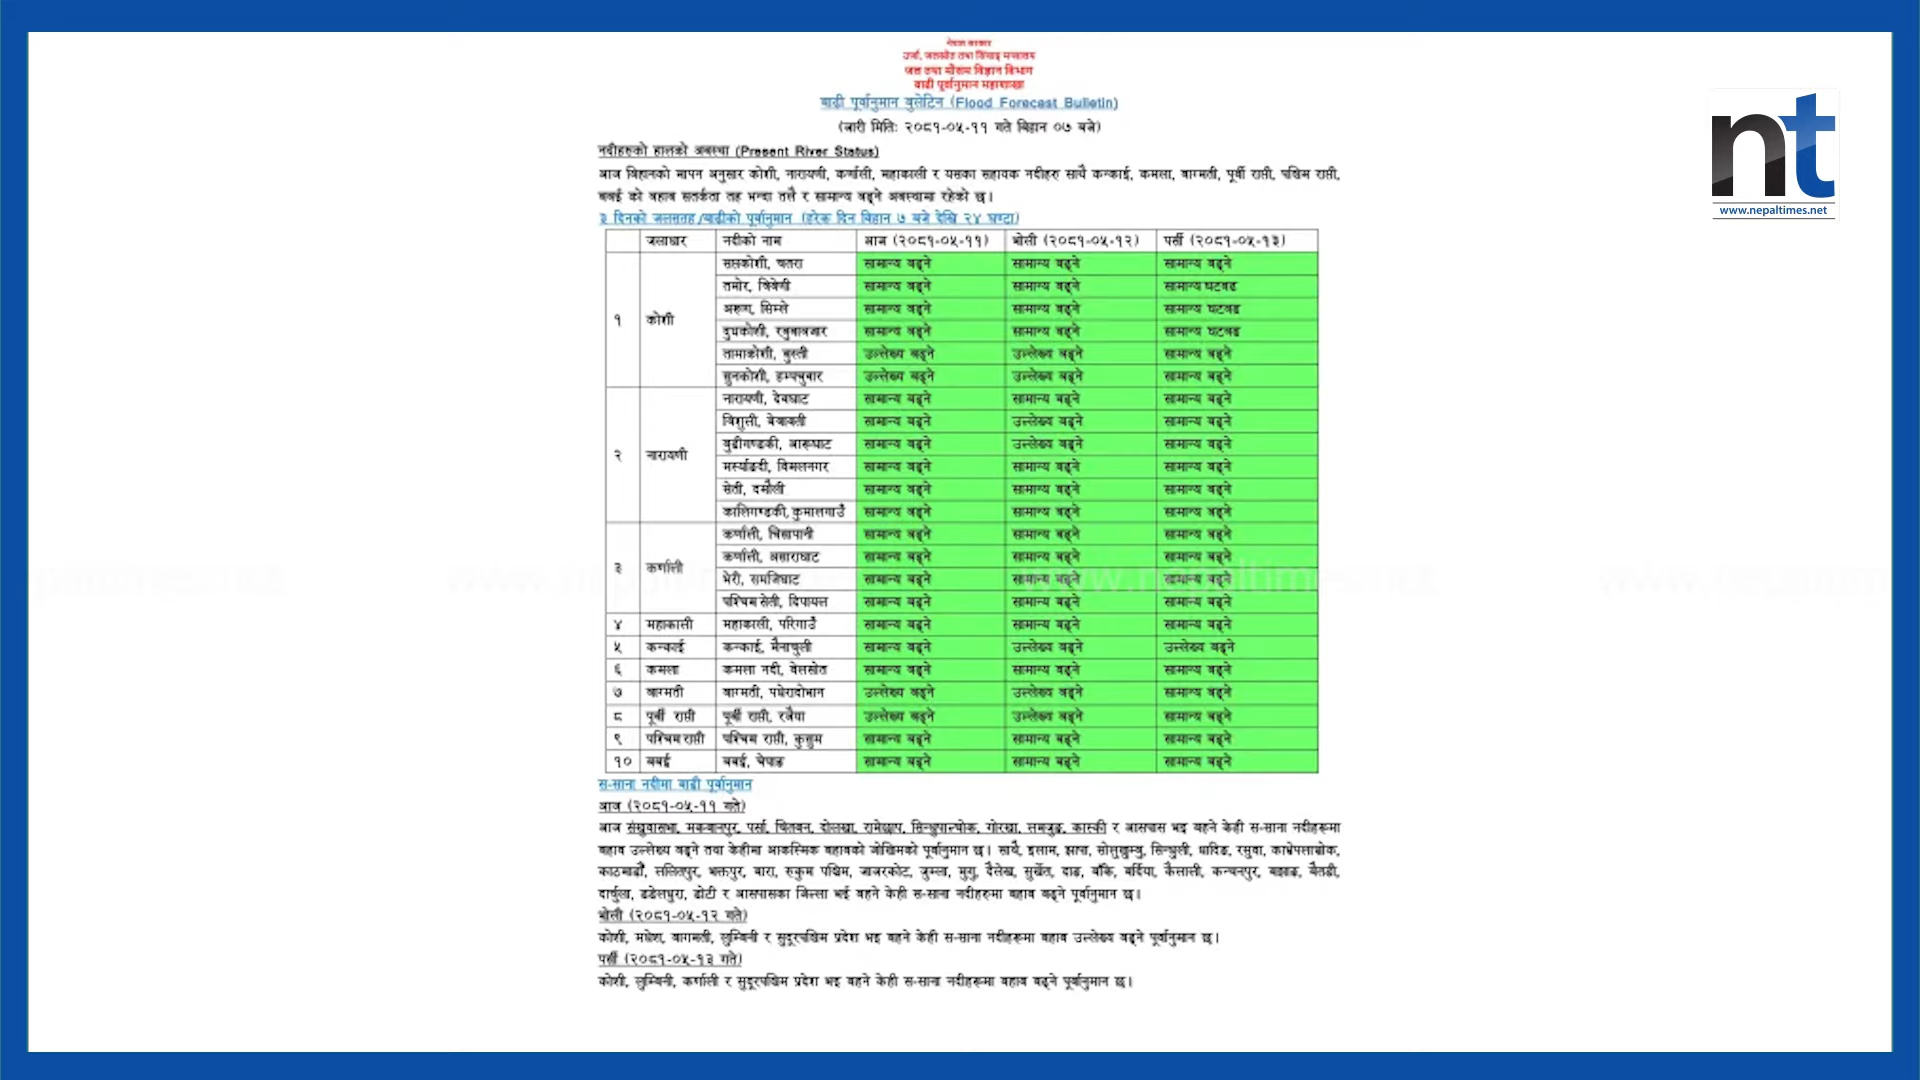 नेपाल सरकार
उर्जा, जलस्रोत तथा सिंचाइ मन्त्रालय
जल तथा मौसम विज्ञान विभाग
बाढी पूर्वानुमान महाशाखा
बाढी पूर्वानुमान बुलेटिन (Flood Forecast Bulletin)
(जारी मितिः २०८१-०५-११ गते बिहान ०७ बजे)
nt
www.nepaltimes.net
नदीहरुको हालको अवस्था (Present River Status)
आज बिहानको मापन अनुसार कोशी, नारायणी, कर्णाली, महाकाली र यसका सहायक नदीहरु साथै कन्काई, कमला, बाग्मती, पूर्वी राप्ती, पश्चिम राप्ती,
बबई को बहाव सतर्कता तह भन्दा तलै र सामान्य बढ्ने अवस्थामा रहेको छ।
३ दिनको जलसतह/बाढीको पूर्वानुमान (हरेक दिन बिहान ७ बजे देखि २४ घण्टा)
जलाधार नदीको नाम आज (२०८१-०५-११) भोली (२०८१-०५-१२) पर्सी (२०८१-०५-१३)
१ कोशी सप्तकोशी, चतरा सामान्य बढ्ने सामान्य बढ्ने सामान्य बढ्ने
तमोर, त्रिवेणी सामान्य बढ्ने सामान्य बढ्ने सामान्य घटबढ
अरुण, सिम्ले सामान्य बढ्ने सामान्य बढ्ने सामान्य घटबढ
दुधकोशी, रबुवाबजार सामान्य बढ्ने सामान्य बढ्ने सामान्य घटबढ
तामाकोशी, बुस्ती उल्लेख्य बढ्ने उल्लेख्य बढ्ने सामान्य बढ्ने
सुनकोशी, हम्पचुवार उल्लेख्य बढ्ने उल्लेख्य बढ्ने सामान्य बढ्ने
२ नारायणी नारायणी, देवघाट सामान्य बढ्ने सामान्य बढ्ने सामान्य बढ्ने
त्रिशुली, बेत्रावती सामान्य बढ्ने उल्लेख्य बढ्ने सामान्य बढ्ने
बुढीगण्डकी, आरूघाट सामान्य बढ्ने उल्लेख्य बढ्ने सामान्य बढ्ने
मर्स्याङदी, विमलनगर सामान्य बढ्ने सामान्य बढ्ने सामान्य बढ्ने
सेती, दमौली सामान्य बढ्ने सामान्य बढ्ने सामान्य बढ्ने
कालिगण्डकी, कुमालगाउँ सामान्य बढ्ने सामान्य बढ्ने सामान्य बढ्ने
३ कर्णाली कर्णाली, चिसापानी सामान्य बढ्ने सामान्य बढ्ने सामान्य बढ्ने
कर्णाली, असाराघाट सामान्य बढ्ने सामान्य बढ्ने सामान्य बढ्ने
भेरी, समजिघाट सामान्य बढ्ने सामान्य बढ्ने सामान्य बढ्ने
पश्चिम सेती, दिपायल सामान्य बढ्ने सामान्य बढ्ने सामान्य बढ्ने
४ महाकाली महाकाली, परिगाउँ सामान्य बढ्ने सामान्य बढ्ने सामान्य बढ्ने
५ कन्काई कन्काई, मैनाचुली सामान्य बढ्ने उल्लेख्य बढ्ने उल्लेख्य बढ्ने
६ कमला कमला नदी, वेलसोत सामान्य बढ्ने सामान्य बढ्ने सामान्य बढ्ने
७ बाग्मती बाग्मती, पधेरादोभान उल्लेख्य बढ्ने उल्लेख्य बढ्ने सामान्य बढ्ने
८ पूर्वी राप्ती पूर्वी राप्ती, रजैया उल्लेख्य बढ्ने उल्लेख्य बढ्ने सामान्य बढ्ने
९ पश्चिम राप्ती पश्चिम राप्ती, कुसुम सामान्य बढ्ने सामान्य बढ्ने सामान्य बढ्ने
१० बबई बबई, चेपाङ सामान्य बढ्ने सामान्य बढ्ने सामान्य बढ्ने
स-साना नदीमा बाढी पूर्वानुमान
आज (२०८१-०५-११ गते)
आज संखुवासभा, मकवानपुर, पर्सा, चितवन, दोलखा, रामेछाप, सिन्धुपाल्चोक, गोरखा, लमजुङ, कास्की र आसपास भइ बहने केही स-साना नदीहरूमा
बहाव उल्लेख्य बढ्ने तथा केहीमा आकस्मिक बहावको जोखिमको पूर्वानुमान छ। साथै, इलाम, झापा, सोलुखुम्बु, सिन्धुली, धादिङ, रसुवा, काभ्रेपलाञ्चोक,
काठमाडौँ, ललितपुर, भक्तपुर, बारा, रुकुम पश्चिम, जाजरकोट, जुम्ला, मुगु, दैलेख, सुर्खेत, दाङ, बाँके, बर्दिया, कैलाली, कन्चनपुर, बझाङ, बैतडी,
दार्चुला, डडेलधुरा, डोटी र आसपासका जिल्ला भई बहने केही स-साना नदीहरुमा बहाव बढ्ने पूर्वानुमान छ।
भोली (२०८१-०५-१२ गते)
कोशी, मधेश, बागमती, लुम्बिनी र सुदूरपश्चिम प्रदेश भइ बहने केही स-साना नदीहरूमा बहाव उल्लेख्य बढ्ने पूर्वानुमान छ।
पर्सी (२०८१-०५-१३ गते)
कोशी, लुम्बिनी, कर्णाली र सुदूरपश्चिम प्रदेश भइ बहने केही स-साना नदीहरूमा बहाव बढ्ने पूर्वानुमान छ।